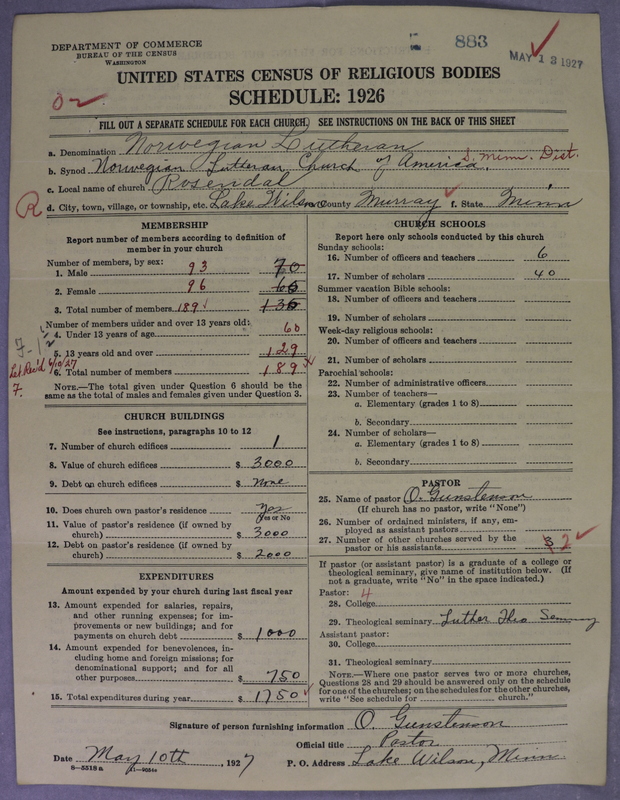 883
MAY 13 1927
DEPARTMENT OF COMMERCE
BUREAU OF THE CENSUS
WASHINGTON
UNITED STATES CENSUS OF RELIGIOUS BODIES
SCHEDULE: 1926
FILL OUT A SEPARATE SCHEDULE FOR EACH CHURCH. SEE INSTRUCTIONS ON THE BACK OF THIS SHEET
a. Denomination Norwegian Lutheran
b. Synod Norwegian Lutheran Church of America. S. Minn. Dist.
c. Local name of church Rosendal
R d. City, town, village, or township, etc. Lake Wilson e. County Murray f. State Minn
MEMBERSHIP
Report number of members according to definition of member in your church
Number of members, by sex:
1. Male 93 70
2. Female 96
3. Total number of members 189
Number of members under and over 13 years old:
4. Under 13 years of age 60
5. 13 years old and over 129
Let Rec'd 6/10/27
6. Total number of members 189
NOTE.—The total given under Question 6 should be the
same as the total of males and females given under Question 3.
CHURCH BUILDINGS
See instructions, paragraphs 10 to 12
7. Number of church edifices 1
8. Value of church edifices $ 3000
9. Debt on church edifices $ None
10. Does church own pastor's residence Yes
(Yes or No)
11. Value of pastor's residence (if owned by
church) $ 3000
12. Debt on pastor's residence (if owned by
church) $ 2000
EXPENDITURES
Amount expended by your church during last fiscal year
13. Amount expended for salaries, repairs,
and other running expenses; for im-
provements or new buildings; and for
payments on church debt $ 1000
14. Amount expended for benevolences, in-
cluding home and foreign missions; for
denominational support; and for all
other purposes $ 750
15. Total expenditures during year $ 1750
CHURCH SCHOOLS
Report here only schools conducted by this church
Sunday schools:
16. Number of officers and teachers 6
17. Number of scholars 40
Summer vacation Bible schools:
18. Number of officers and teachers
19. Number of scholars
Week-day religious schools:
20. Number of officers and teachers
21. Number of scholars
Parochial schools:
22. Number of administrative officers
23. Number of teachers—
a. Elementary (grades 1 to 8)
b. Secondary
24. Number of scholars—
a. Elementary (grades 1 to 8)
b. Secondary
PASTOR
25. Name of pastor O. Gunstenson
(If church has no pastor, write "None")
26. Number of ordained ministers, if any, em-
ployed as assistant pastors
27. Number of other churches served by the
pastor or his assistants 3 2
If pastor (or assistant pastor) is a graduate of a college or
theological seminary, give name of institution below. (If
not a graduate, write "No" in the space indicated.)
Pastor: 4
28. College
29. Theological seminary Luther Theo Seminary
Assistant pastor:
30. College
31. Theological seminary
NOTE.—Where one pastor serves two or more churches,
Questions 28 and 29 should be answered only on the schedule
for one of the churches; on the schedules for the other churches,
write "See schedule for church."
Signature of person furnishing information O. Gunstenson
Official title Pastor
Date May 10th, 1927 P. O. Address Lake Wilson, Minn
8—5518 a